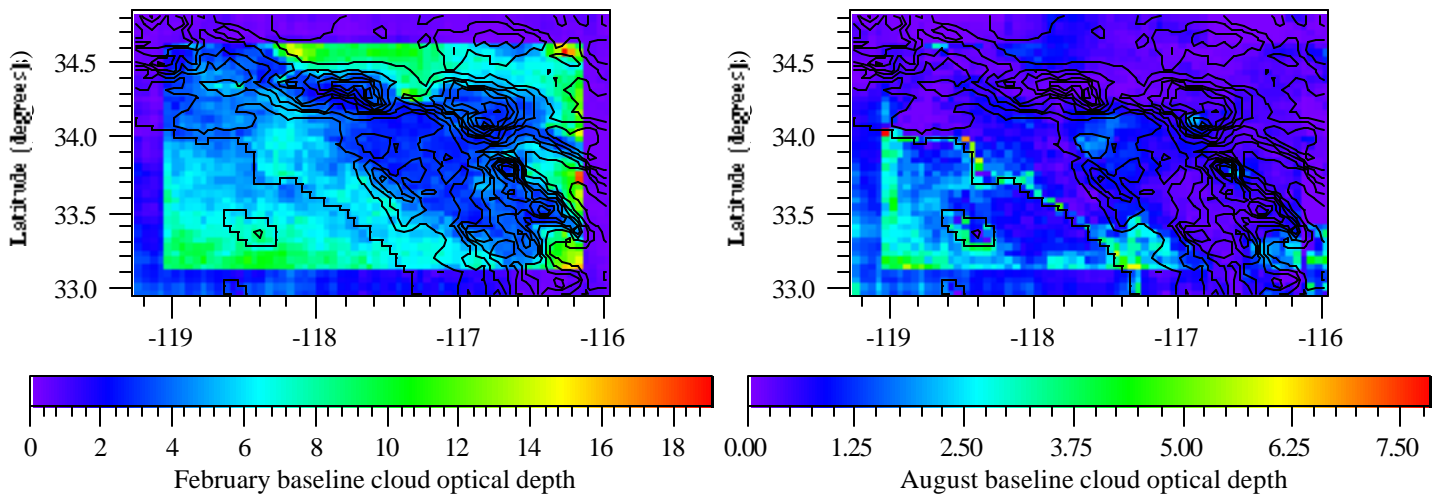 34.5
34.0
33.5
33.0
Latitude (degrees)
-119 -118 -117 -116
0 2 4 6 8 10 12 14 16 18
February baseline cloud optical depth
34.5
34.0
33.5
33.0
Latitude (degrees)
-119 -118 -117 -116
0.00 1.25 2.50 3.75 5.00 6.25 7.50
August baseline cloud optical depth